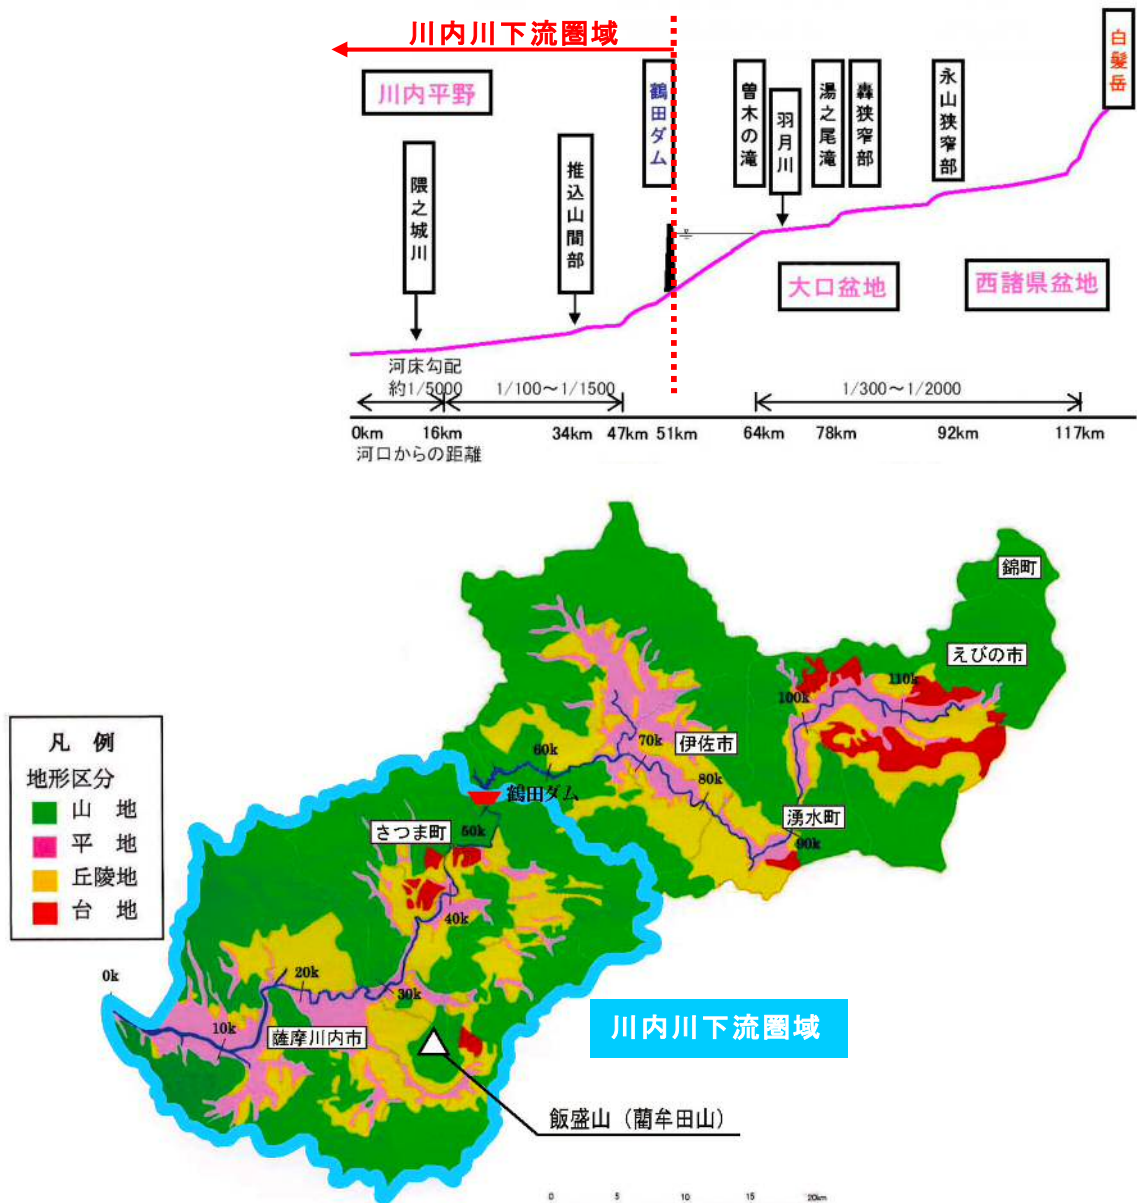 川内川下流圏域
白髪岳
川内平野
鶴田ダム
曽木の滝
羽月川
湯之尾滝
轟狭窄部
永山狭窄部
隈之城川
推込山間部
大口盆地
西諸県盆地
河床勾配
約1/5000
1/100～1/1500
1/300～1/2000
0km 16km 34km 47km 51km 64km 78km 92km 117km
河口からの距離
錦町
えびの市
110k
100k
凡 例
地形区分
山 地
平 地
丘陵地
台 地
70k
伊佐市
60k
80k
鶴田ダム
湧水町
90k
50k
さつま町
40k
0k
20k
30k
10k
薩摩川内市
川内川下流圏域
飯盛山（藺牟田山）
0 5 10 15 20km